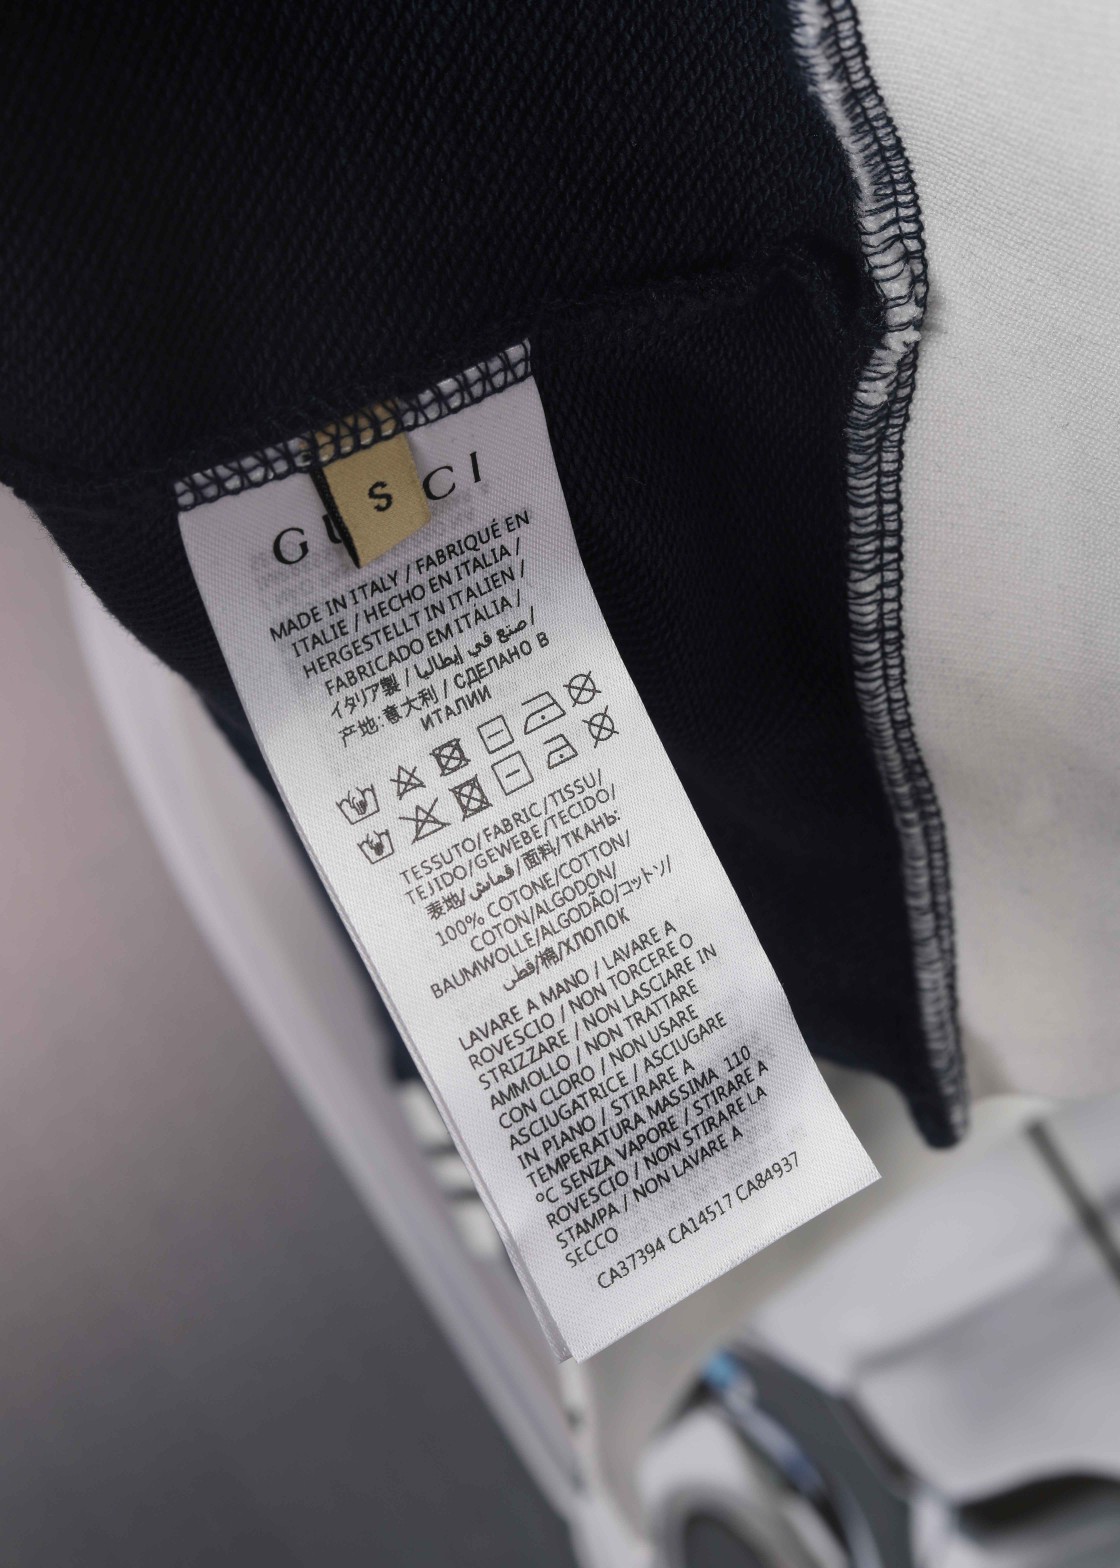 S
G CCI
MADE IN ITALY / FABRIQUÉ EN
ITALIE / HECHO EN ITALIA /
HERGESTELLT IN ITALIEN /
FABRICADO EM ITALIA /
イタリア製 / صنع في إيطاليا /
产地: 意大利 / СДЕЛАНО В
ИТАЛИИ
TESSUTO/FABRIC/TISSU/
TEJIDO/GEWEBE/TECIDO/
表地/قماش/面料/ТКАНЬ:
100% COTONE/COTTON/
COTON/ALGODON/
BAUMWOLLE/ALGODÃO/コットン/
قطن/棉/ХЛОПОК
LAVARE A MANO / LAVARE A
ROVESCIO / NON TORCERE O
STRIZZARE / NON LASCIARE IN
AMMOLLO / NON TRATTARE
CON CLORO / NON USARE
ASCIUGATRICE / ASCIUGARE
IN PIANO / STIRARE A
TEMPERATURA MASSIMA 110
°C SENZA VAPORE / STIRARE A
ROVESCIO / NON STIRARE LA
STAMPA / NON LAVARE A
SECCO
CA37394 CA14517 CA84937